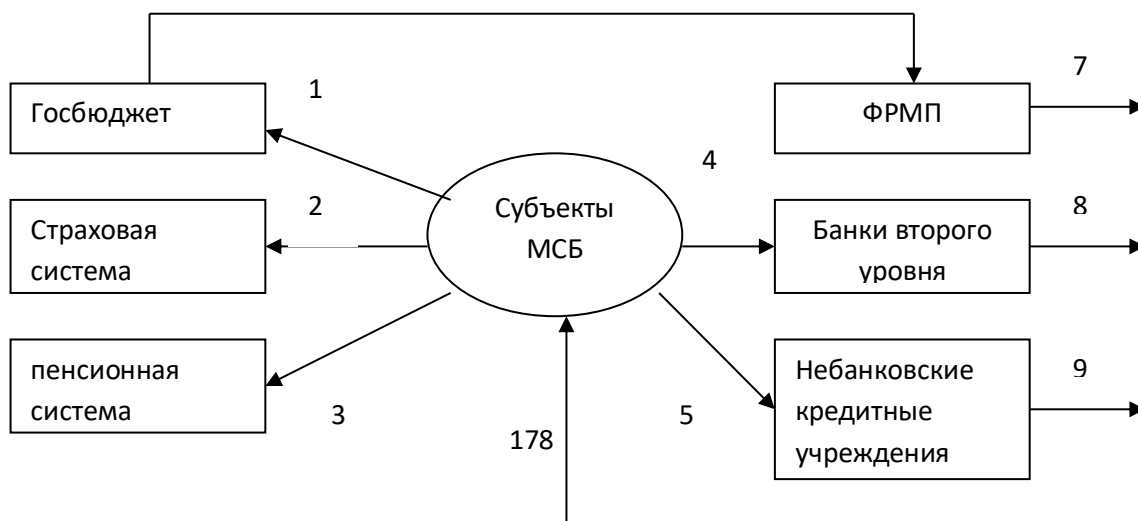 1
7
Госбюджет
ФРМП
4
2
8
Страховая
система
Субъекты
МСБ
Банки второго
уровня
пенсионная
система
Небанковские
кредитные
учреждения
9
3
5
178